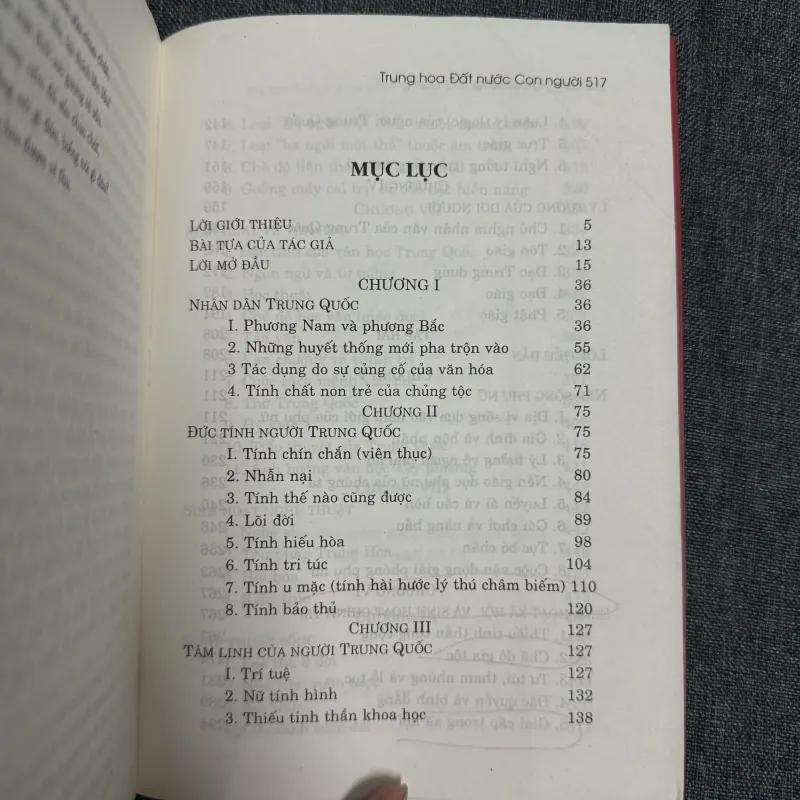 Trung hoa Đất nước Con người 517
MỤC LỤC
LỜI GIỚI THIỆU 5
BÀI TỰA CỦA TÁC GIẢ 13
LỜI MỞ ĐẦU 15
CHƯƠNG I 36
NHÂN DÂN TRUNG QUỐC 36
I. Phương Nam và phương Bắc 36
2. Những huyết thống mới pha trộn vào 55
3 Tác dụng do sự củng cố của văn hóa 62
4. Tính chất non trẻ của chủng tộc 71
CHƯƠNG II 75
ĐỨC TÍNH NGƯỜI TRUNG QUỐC 75
I. Tính chín chắn (viên thục) 75
2. Nhẫn nại 80
3. Tính thế nào cũng được 84
4. Lõi đời 89
5. Tính hiếu hòa 98
6. Tính tri túc 104
7. Tính u mặc (tính hài hước lý thú châm biếm) 110
8. Tính bảo thủ 120
CHƯƠNG III 127
TÂM LINH CỦA NGƯỜI TRUNG QUỐC 127
I. Trí tuệ 127
2. Nữ tính hình 132
3. Thiếu tinh thần khoa học 138